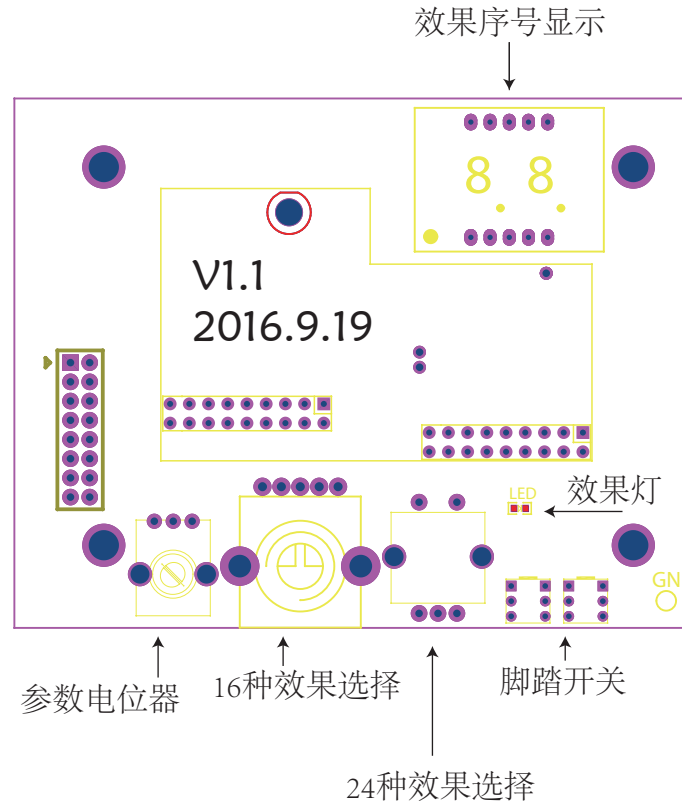 效果序号显示
8. 8.
V1.1
2016.9.19
LED
效果灯
GN
参数电位器
16种效果选择
脚踏开关
24种效果选择